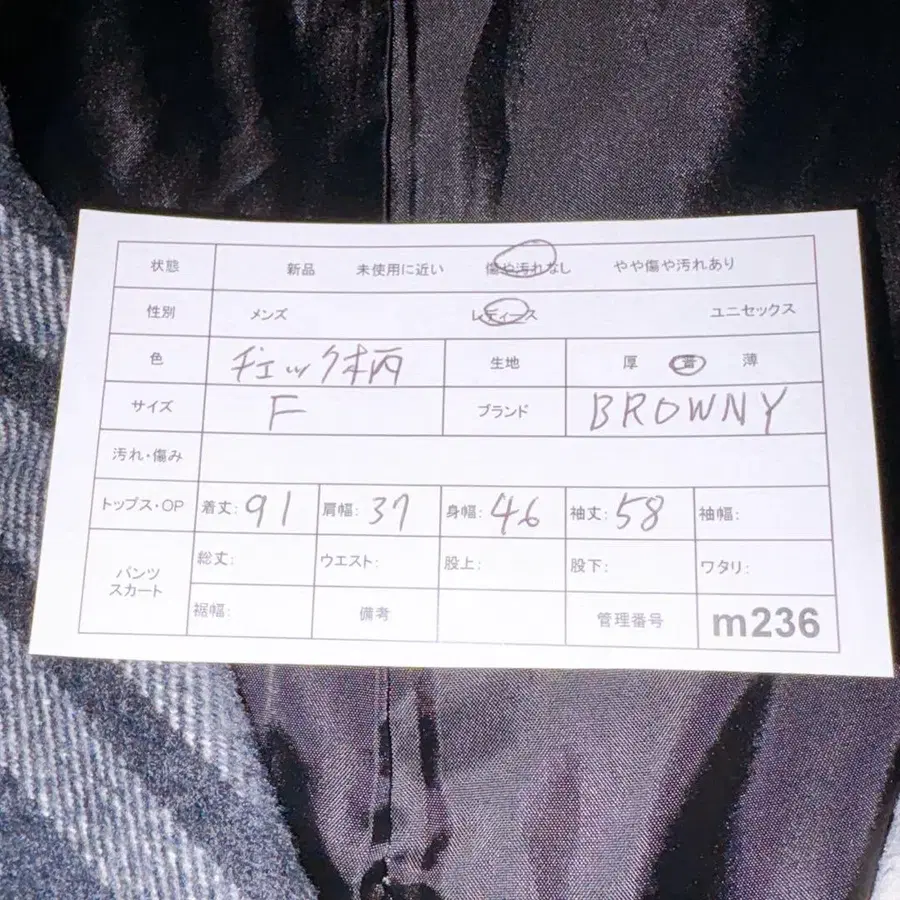 状態 新品 未使用に近い 傷や汚れなし やや傷や汚れあり
性別 メンズ レディース ユニセックス
色 チェック柄 生地 厚 普 薄
サイズ F ブランド BROWNY
汚れ・傷み
トップス・OP 着丈: 91 肩幅: 37 身幅: 46 袖丈: 58 袖幅:
パンツ スカート 総丈: ウエスト: 股上: 股下: ワタリ:
裾幅: 備考 管理番号 m236